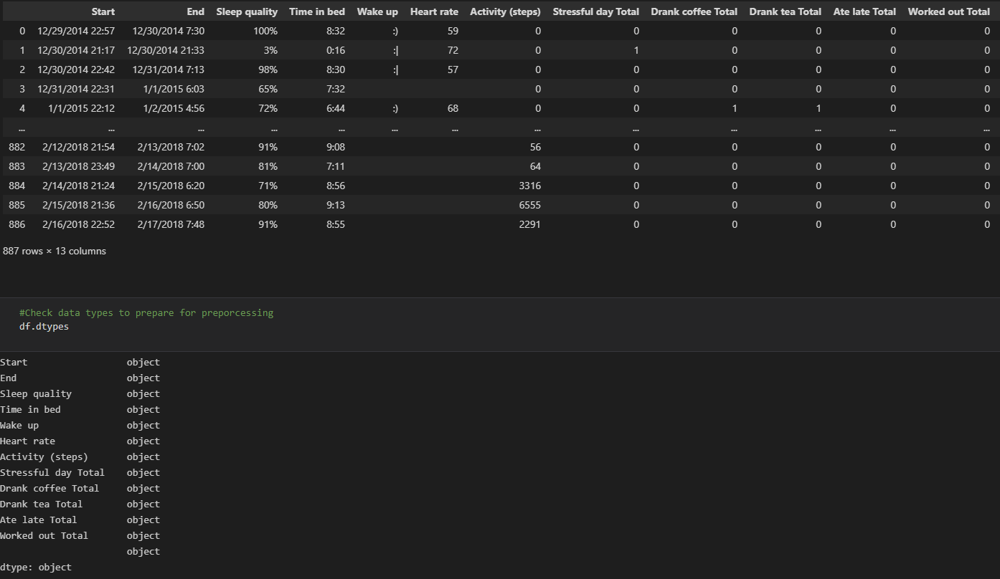 Start End Sleep quality Time in bed Wake up Heart rate Activity (steps) Stressful day Total Drank coffee Total Drank tea Total Ate late Total Worked out Total
0 12/29/2014 22:57 12/30/2014 7:30 100% 8:32 :) 59 0 0 0 0 0 0
1 12/30/2014 21:17 12/30/2014 21:33 3% 0:16 :| 72 0 1 0 0 0 0
2 12/30/2014 22:42 12/31/2014 7:13 98% 8:30 :| 57 0 0 0 0 0 0
3 12/31/2014 22:31 1/1/2015 6:03 65% 7:32 0 0 0 0 0 0
4 1/1/2015 22:12 1/2/2015 4:56 72% 6:44 :) 68 0 0 1 1 0 0
... ... ... ... ... ... ... ... ... ... ... ... ...
882 2/12/2018 21:54 2/13/2018 7:02 91% 9:08 56 0 0 0 0 0
883 2/13/2018 23:49 2/14/2018 7:00 81% 7:11 64 0 0 0 0 0
884 2/14/2018 21:24 2/15/2018 6:20 71% 8:56 3316 0 0 0 0 0
885 2/15/2018 21:36 2/16/2018 6:50 80% 9:13 6555 0 0 0 0 0
886 2/16/2018 22:52 2/17/2018 7:48 91% 8:55 2291 0 0 0 0 0
887 rows × 13 columns
#Check data types to prepare for preporcessing
df.dtypes
Start object
End object
Sleep quality object
Time in bed object
Wake up object
Heart rate object
Activity (steps) object
Stressful day Total object
Drank coffee Total object
Drank tea Total object
Ate late Total object
Worked out Total object
object
dtype: object